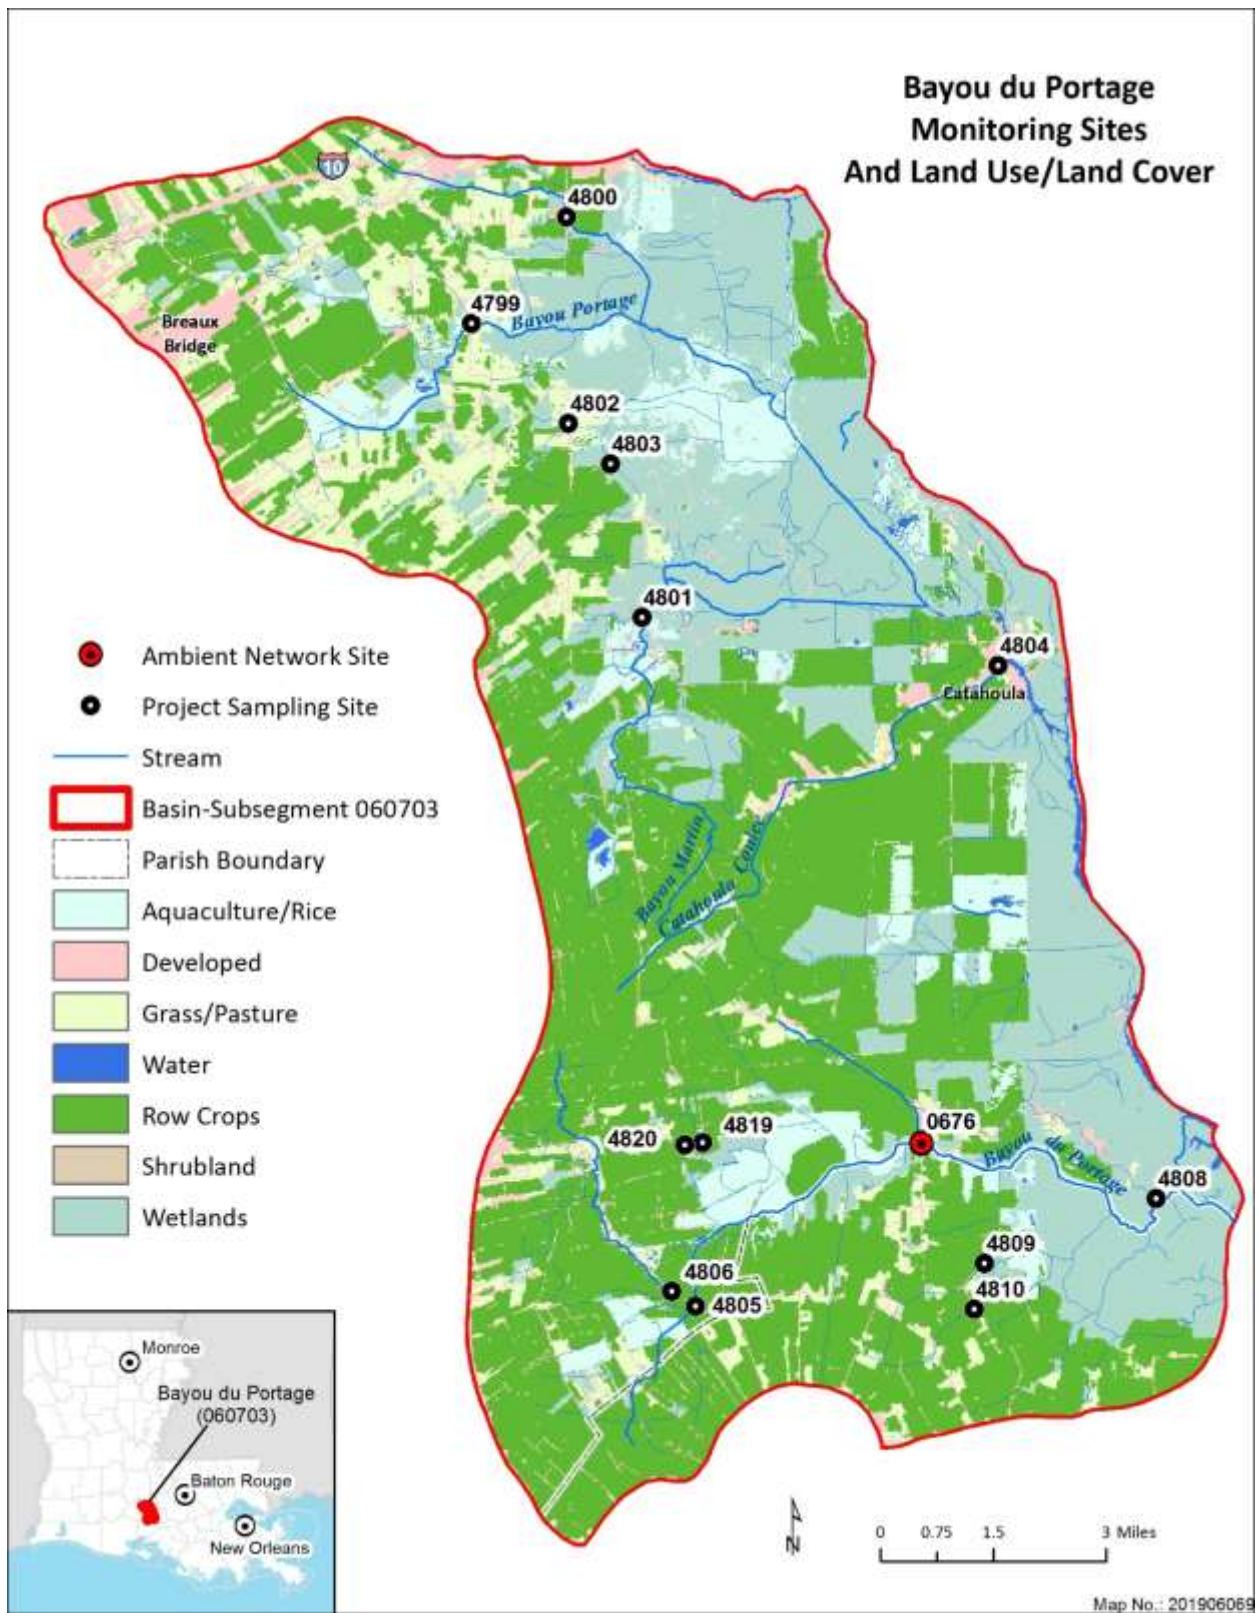 Bayou du Portage
Monitoring Sites
And Land Use/Land Cover
10
4800
4799
Bayou Portage
Breaux
Bridge
4802
4803
4801
4804
Catahoula
Bayou Martin
Catahoula Coulee
4820
4819
0676
Bayou du Portage
4808
4809
4810
4806
4805
Ambient Network Site
Project Sampling Site
Stream
Basin-Subsegment 060703
Parish Boundary
Aquaculture/Rice
Developed
Grass/Pasture
Water
Row Crops
Shrubland
Wetlands
Monroe
Bayou du Portage
(060703)
Baton Rouge
New Orleans
N
0 0.75 1.5 3 Miles
Map No.: 201906069